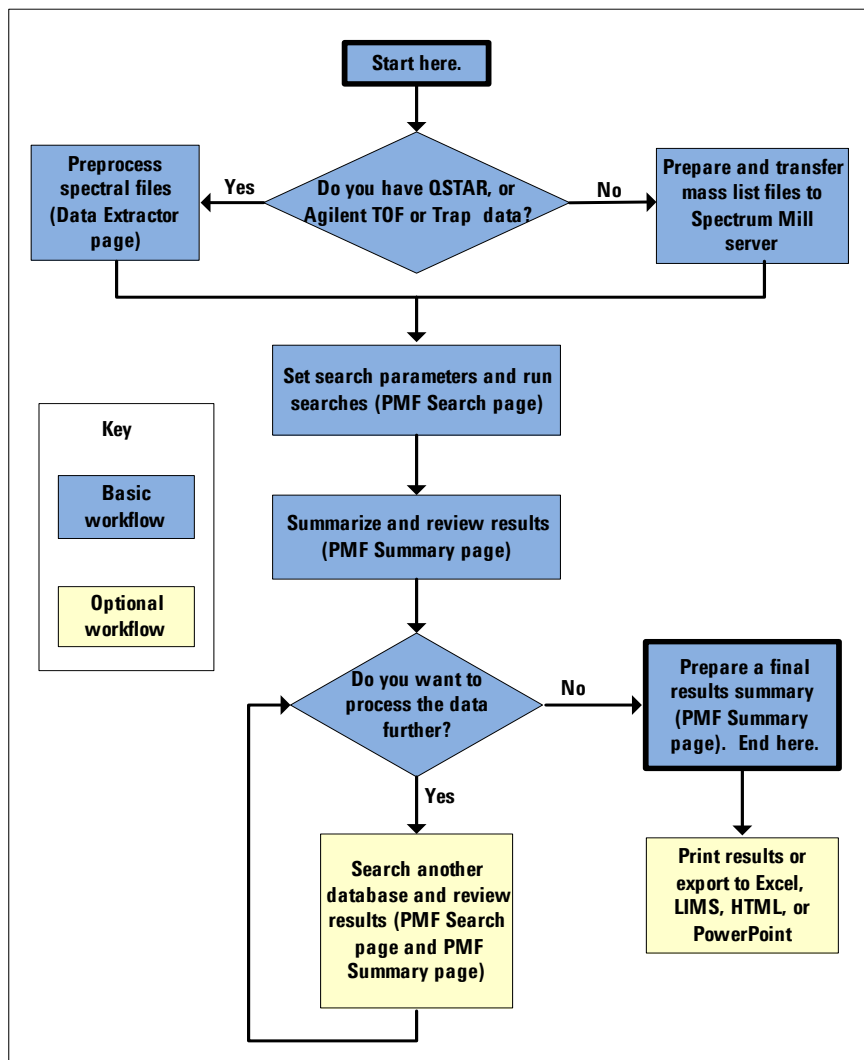 Start here.
Preprocess
spectral files
(Data Extractor
page)
Yes
Do you have QSTAR, or
Agilent TOF or Trap data?
No
Prepare and transfer
mass list files to
Spectrum Mill
server
Set search parameters and run
searches (PMF Search page)
Key
Basic
workflow
Optional
workflow
Summarize and review results
(PMF Summary page)
Do you want to
process the data
further?
No
Prepare a final
results summary
(PMF Summary
page). End here.
Yes
Search another
database and review
results (PMF Search
page and PMF
Summary page)
Print results or
export to Excel,
LIMS, HTML, or
PowerPoint